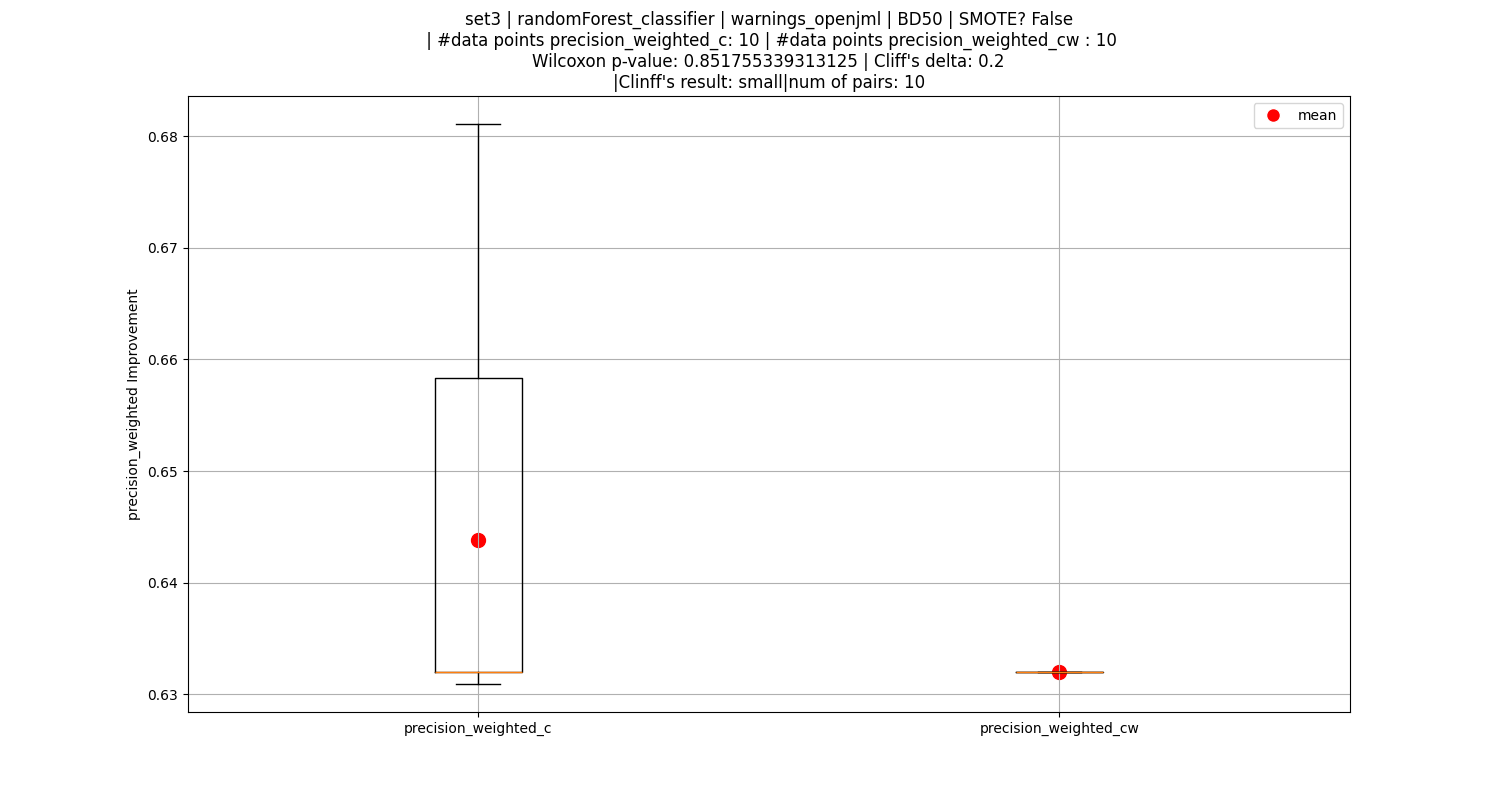 set3 | randomForest_classifier | warnings_openjml | BD50 | SMOTE? False
| #data points precision_weighted_c: 10 | #data points precision_weighted_cw : 10
Wilcoxon p-value: 0.851755339313125 | Cliff's delta: 0.2
|Clinff's result: small|num of pairs: 10
mean
0.68
0.67
0.66
0.65
0.64
0.63
precision_weighted Improvement
precision_weighted_c
precision_weighted_cw